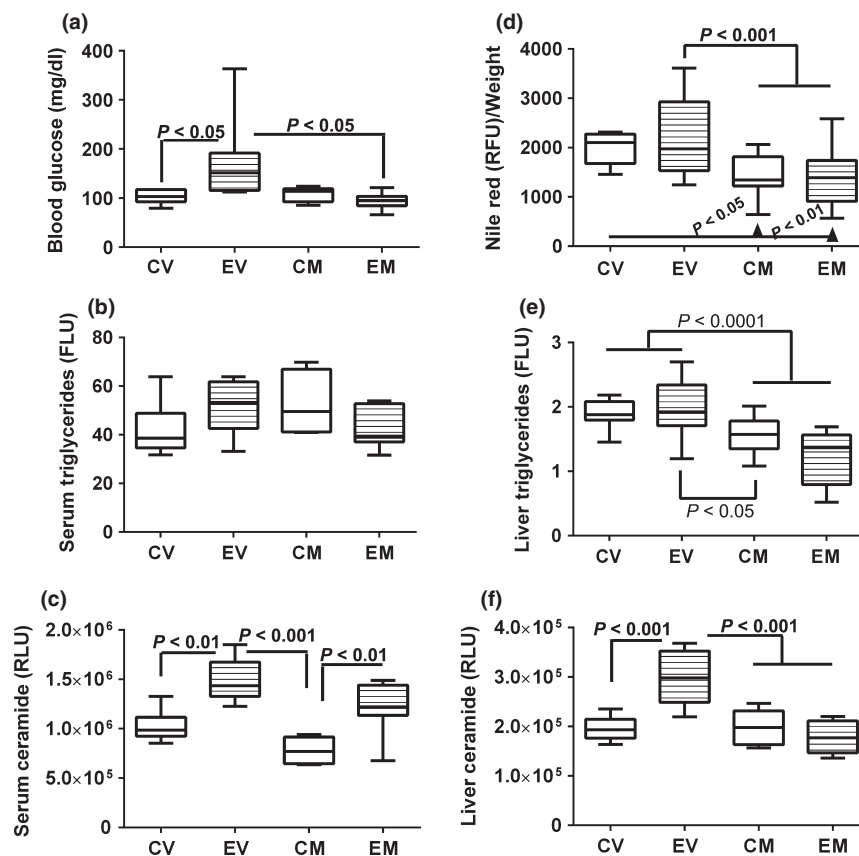 (a)
Blood glucose (mg/dl)
400
300
200
100
0
P < 0.05
P < 0.05
CV EV CM EM
(b)
Serum triglycerides (FLU)
80
60
40
20
0
CV EV CM EM
(c)
Serum ceramide (RLU)
2.0×10⁶
1.5×10⁶
1.0×10⁶
5.0×10⁵
0
P < 0.01
P < 0.001
P < 0.01
CV EV CM EM
(d)
Nile red (RFU)/Weight
4000
3000
2000
1000
0
P < 0.001
P < 0.05
P < 0.01
CV EV CM EM
(e)
Liver triglycerides (FLU)
3
2
1
0
P < 0.0001
P < 0.05
CV EV CM EM
(f)
Liver ceramide (RLU)
4.0×10⁵
3.0×10⁵
2.0×10⁵
1.0×10⁵
0
P < 0.001
P < 0.001
CV EV CM EM